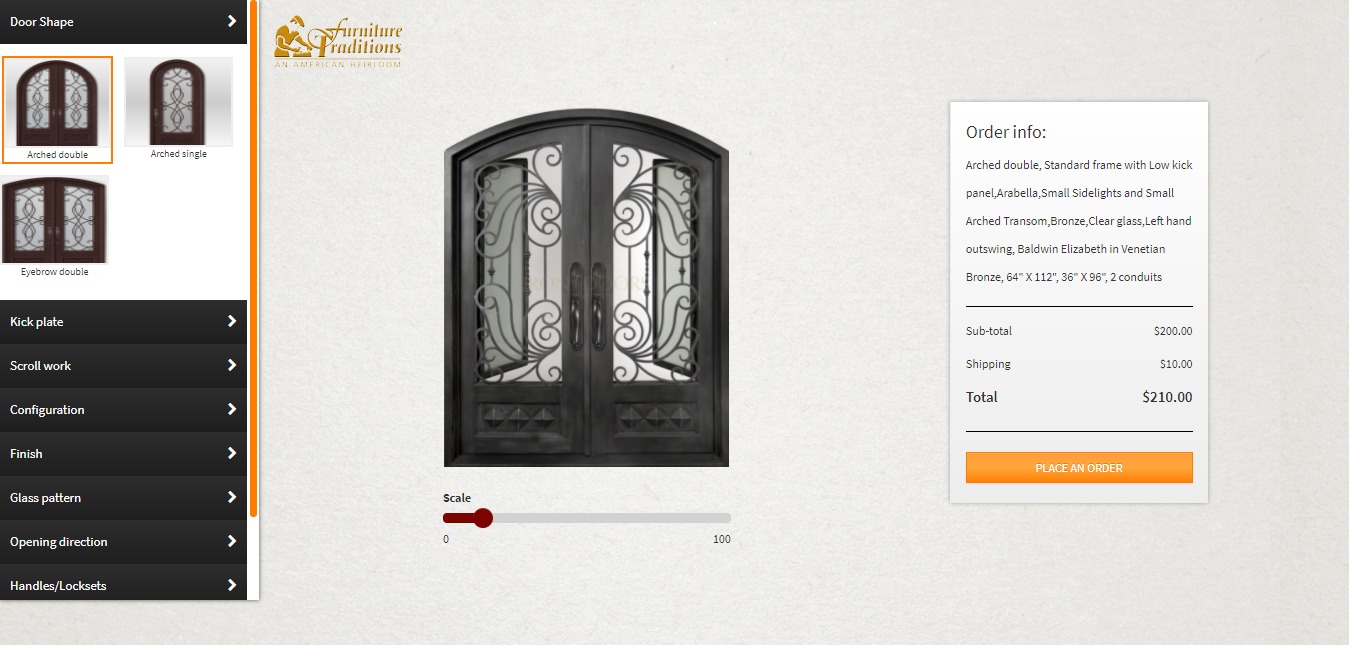 Door Shape
Arched double
Arched single
Eyebrow double
Kick plate
Scroll work
Configuration
Finish
Glass pattern
Opening direction
Handles/Locksets
Furniture
Traditions
AN AMERICAN HEIRLOOM
Scale
0 100
Order info:
Arched double, Standard frame with Low kick
panel,Arabella,Small Sidelights and Small
Arched Transom,Bronze,Clear glass,Left hand
outswing, Baldwin Elizabeth in Venetian
Bronze, 64" X 112", 36" X 96", 2 conduits
Sub-total $200.00
Shipping $10.00
Total $210.00
PLACE AN ORDER